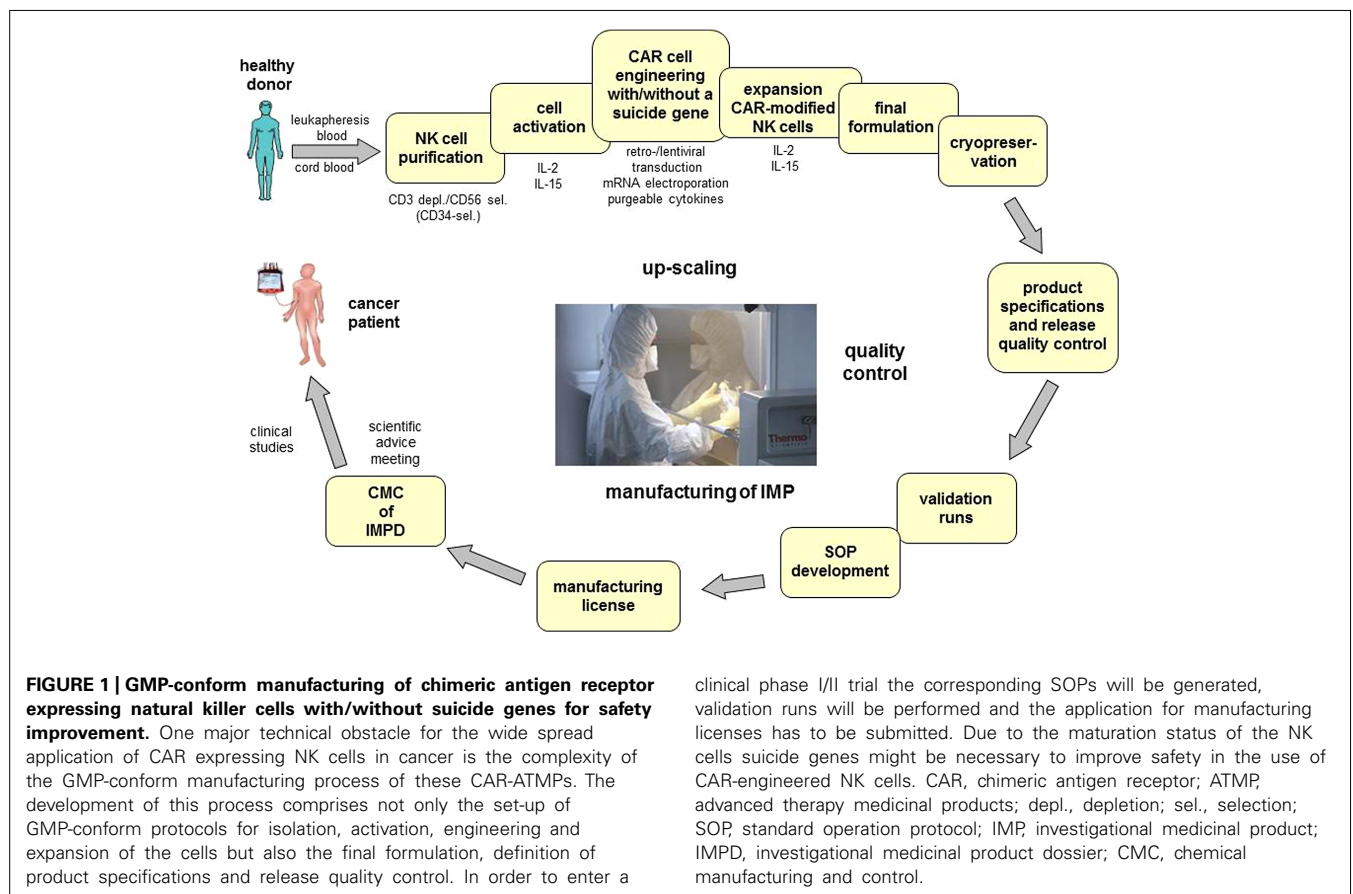 healthy
donor
leukapheresis
blood
cord blood
NK cell
purification
CD3 depl./CD56 sel.
(CD34-sel.)
cell
activation
IL-2
IL-15
CAR cell
engineering
with/without a
suicide gene
retro-/lentiviral
transduction
mRNA electroporation
purgeable cytokines
expansion
CAR-modified
NK cells
IL-2
IL-15
final
formulation
cryopreser-
vation
product
specifications
and release
quality control
validation
runs
SOP
development
manufacturing
license
CMC
of
IMPD
scientific
advice
meeting
clinical
studies
cancer
patient
up-scaling
quality
control
Thermo
SCIENTIFIC
manufacturing of IMP
FIGURE 1 | GMP-conform manufacturing of chimeric antigen receptor
expressing natural killer cells with/without suicide genes for safety
improvement. One major technical obstacle for the wide spread
application of CAR expressing NK cells in cancer is the complexity of
the GMP-conform manufacturing process of these CAR-ATMPs. The
development of this process comprises not only the set-up of
GMP-conform protocols for isolation, activation, engineering and
expansion of the cells but also the final formulation, definition of
product specifications and release quality control. In order to enter a
clinical phase I/II trial the corresponding SOPs will be generated,
validation runs will be performed and the application for manufacturing
licenses has to be submitted. Due to the maturation status of the NK
cells suicide genes might be necessary to improve safety in the use of
CAR-engineered NK cells. CAR, chimeric antigen receptor; ATMP,
advanced therapy medicinal products; depl., depletion; sel., selection;
SOP, standard operation protocol; IMP, investigational medicinal product;
IMPD, investigational medicinal product dossier; CMC, chemical
manufacturing and control.